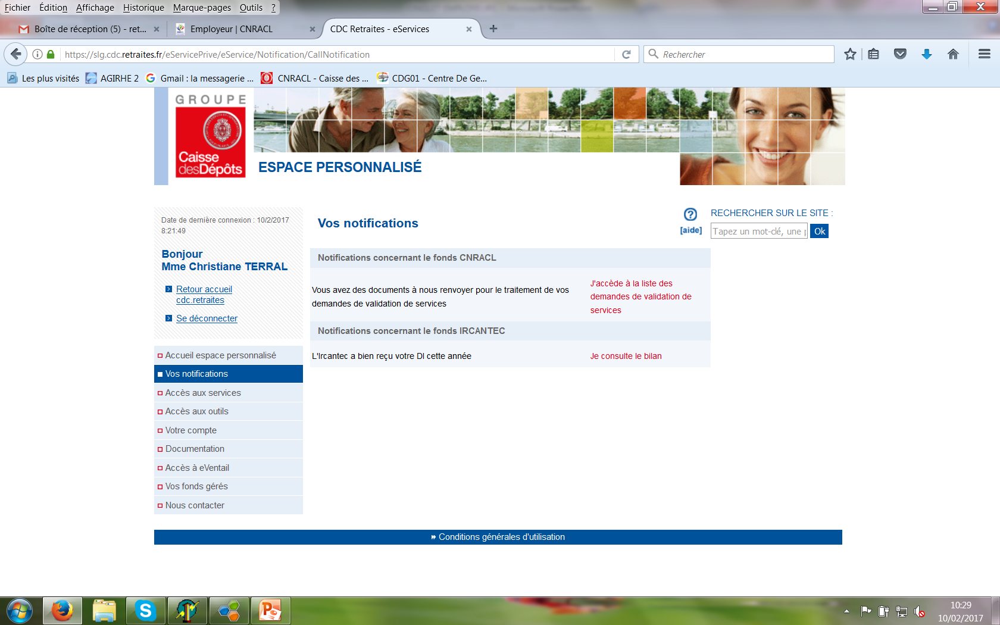 Fichier Édition Affichage Historique Marque-pages Outils ?
Boîte de réception (5) - ret... × Employeur | CNRACL × CDC Retraites - eServices × +
https://slg.cdc.retraites.fr/eServicePrive/eService/Notification/CallNotification Rechercher
Les plus visités AGIRHE 2 Gmail : la messagerie ... CNRACL - Caisse des ... CDG01 - Centre De Ge...
GROUPE
Caisse
desDépôts
ESPACE PERSONNALISÉ
Date de dernière connexion : 10/2/2017
8:21:49
Bonjour
Mme Christiane TERRAL
Retour accueil
cdc.retraites
Se déconnecter
Accueil espace personnalisé
Vos notifications
Accès aux services
Accès aux outils
Votre compte
Documentation
Accès à eVentail
Vos fonds gérés
Nous contacter
Vos notifications
?
[aide]
RECHERCHER SUR LE SITE :
Tapez un mot-clé, une p Ok
Notifications concernant le fonds CNRACL
Vous avez des documents à nous renvoyer pour le traitement de vos
demandes de validation de services
J'accède à la liste des
demandes de validation de
services
Notifications concernant le fonds IRCANTEC
L'Ircantec a bien reçu votre DI cette année
Je consulte le bilan
Conditions générales d'utilisation
10:29
10/02/2017